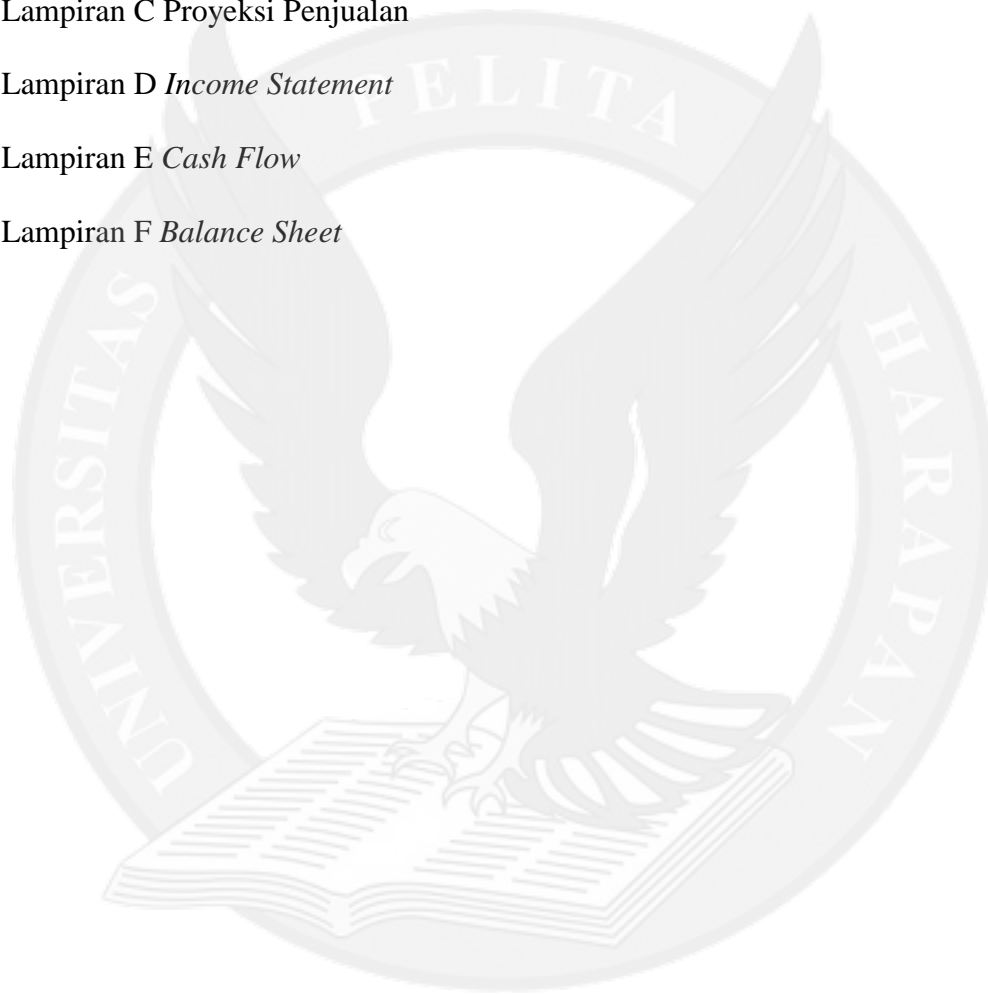 Lampiran C Proyeksi Penjualan
Lampiran D Income Statement
Lampiran E Cash Flow
Lampiran F Balance Sheet
UNIVERSITAS PELITA HARAPAN